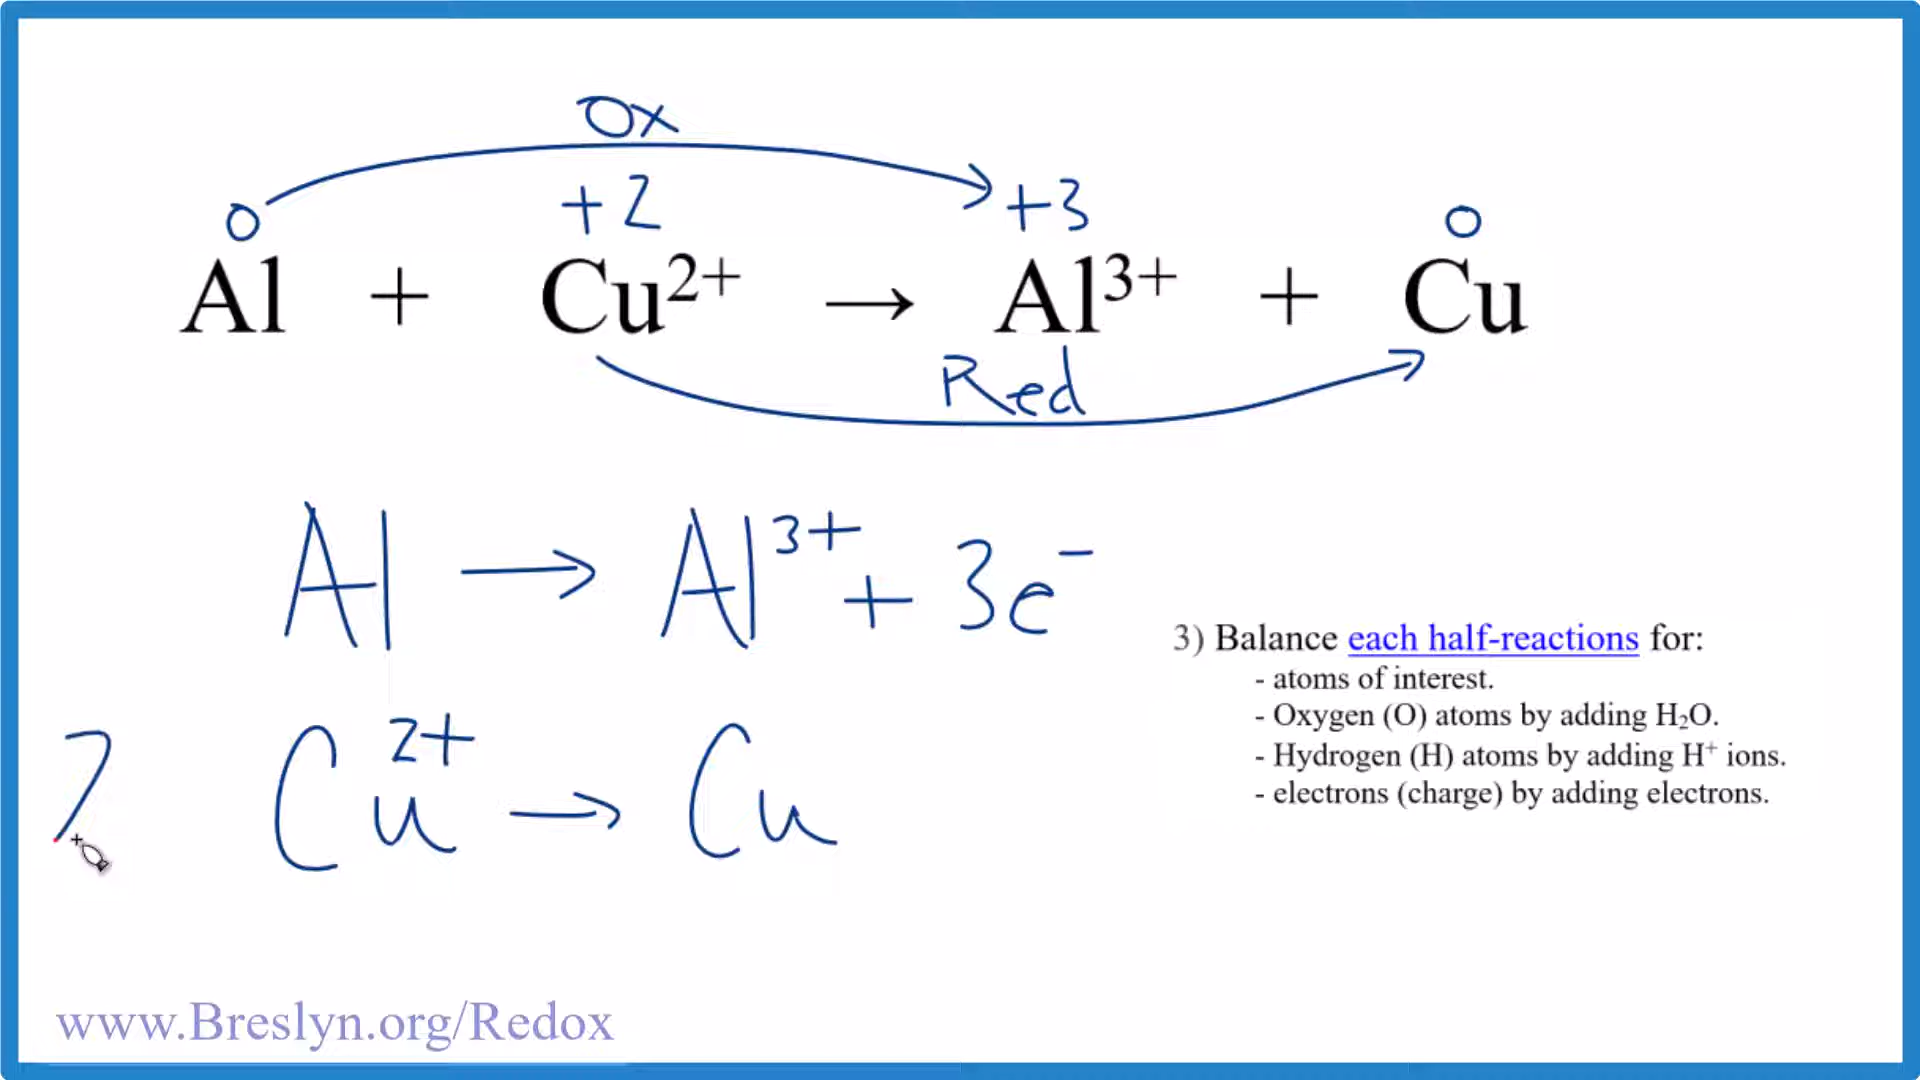 Ox
0 +2 +3 0
Al + Cu²⁺ → Al³⁺ + Cu
Red
Al → Al³⁺ + 3e⁻
3) Balance each half-reactions for:
- atoms of interest.
- Oxygen (O) atoms by adding H₂O.
- Hydrogen (H) atoms by adding H⁺ ions.
- electrons (charge) by adding electrons.
Cu²⁺ → Cu
www.Breslyn.org/Redox